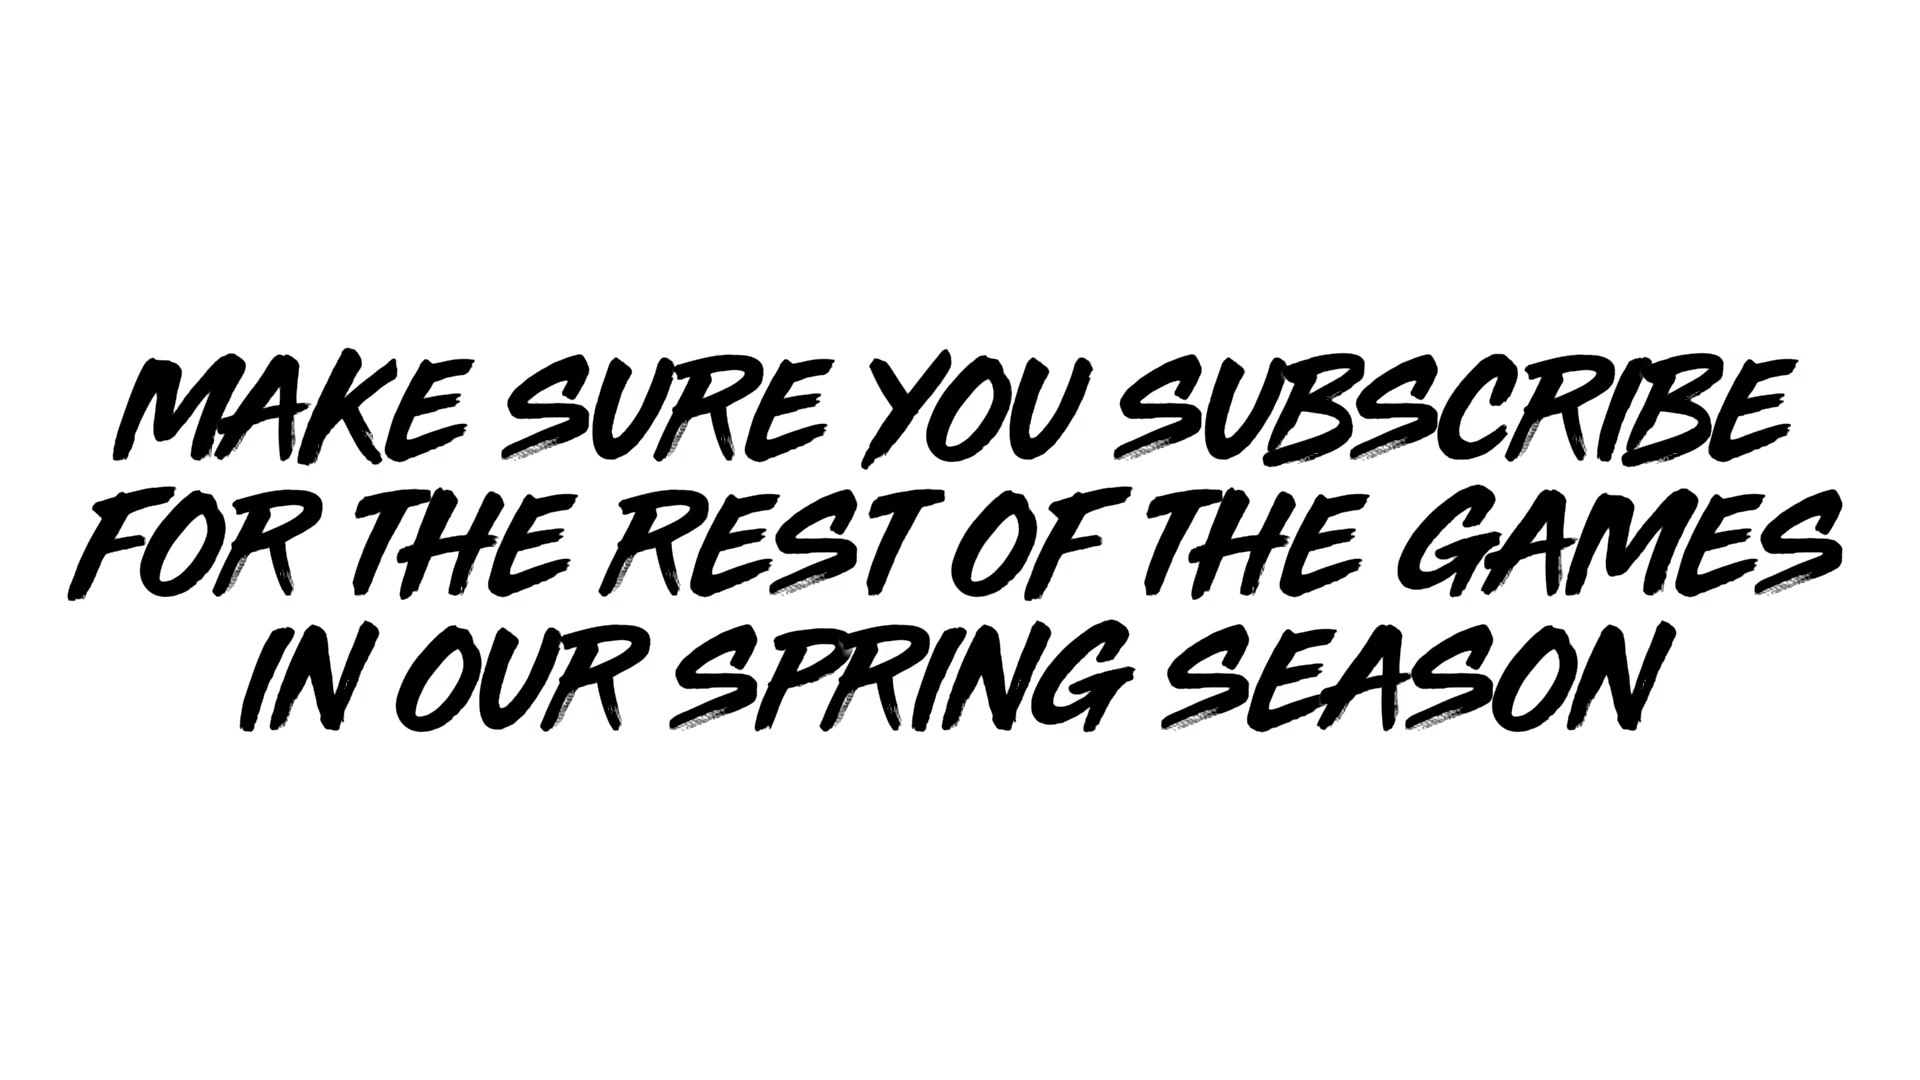 MAKE SURE YOU SUBSCRIBE
FOR THE REST OF THE GAMES
IN OUR SPRING SEASON